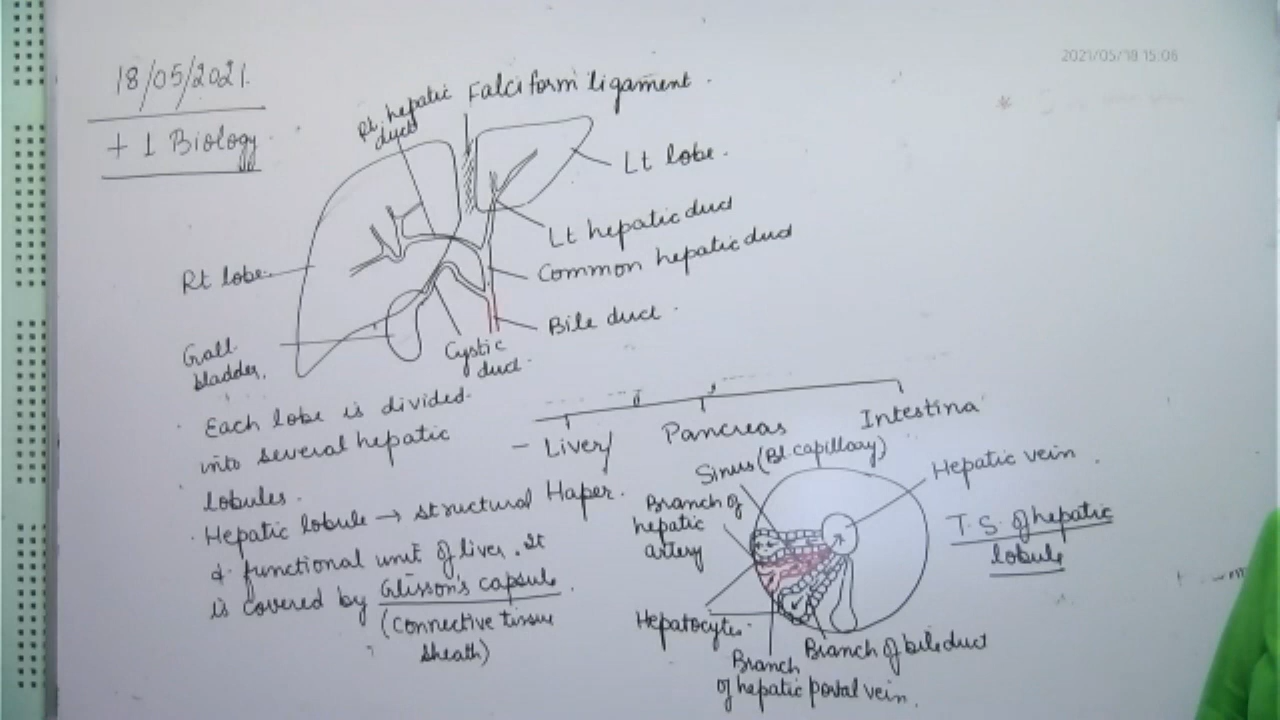 2021/05/18 15:06
18/05/2021.
+ 1 Biology
Rt. hepatic
duct
Falciform ligament.
Lt lobe.
Lt hepatic duct
Common hepatic duct
Rt lobe
Bile duct.
Gall
bladder.
Cystic
duct.
Each lobe is divided
into several hepatic
lobules.
Hepatic lobule → structural
& functional unit of liver. It
is covered by Glisson's capsule.
(Connective tissue
sheath)
Liver/
Haper.
Pancreas
Intestina
Sinus (Bl capillary)
Hepatic vein.
Branch of
hepatic
artery
T.S. of hepatic
lobule
Hepatocytes
Branch of bile duct
Branch
of hepatic portal vein.